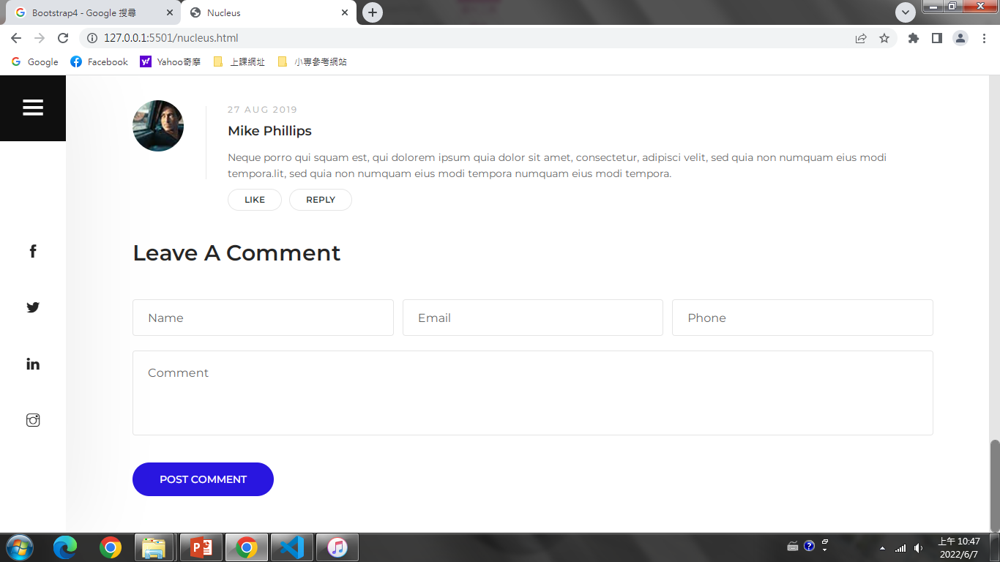 Bootstrap4 - Google 搜尋
Nucleus
127.0.0.1:5501/nucleus.html
Google
Facebook
Yahoo奇摩
上課網址
小專參考網站
27 AUG 2019
Mike Phillips
Neque porro qui squam est, qui dolorem ipsum quia dolor sit amet, consectetur, adipisci velit, sed quia non numquam eius modi
tempora.lit, sed quia non numquam eius modi tempora numquam eius modi tempora.
LIKE
REPLY
Leave A Comment
Name
Email
Phone
Comment
POST COMMENT
上午 10:47
2022/6/7